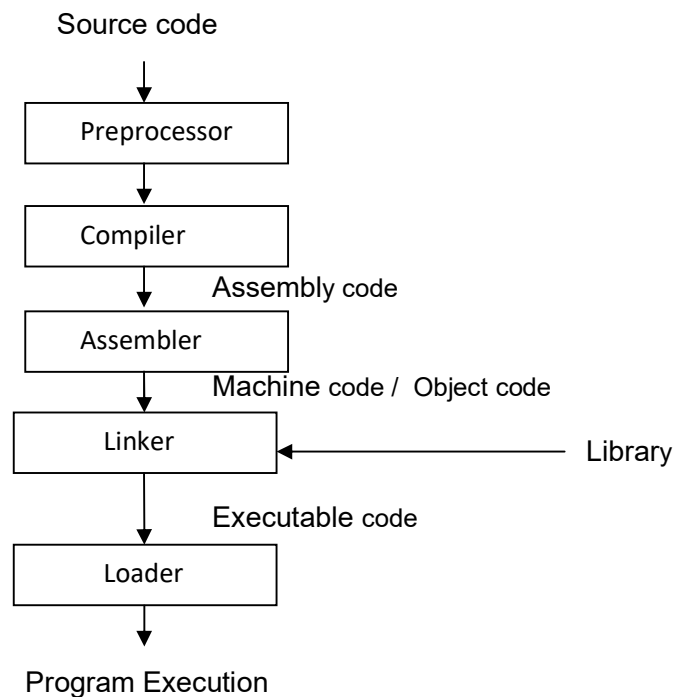 Source code
Preprocessor
Compiler
Assembly code
Assembler
Machine code / Object code
Linker
Library
Executable code
Loader
Program Execution